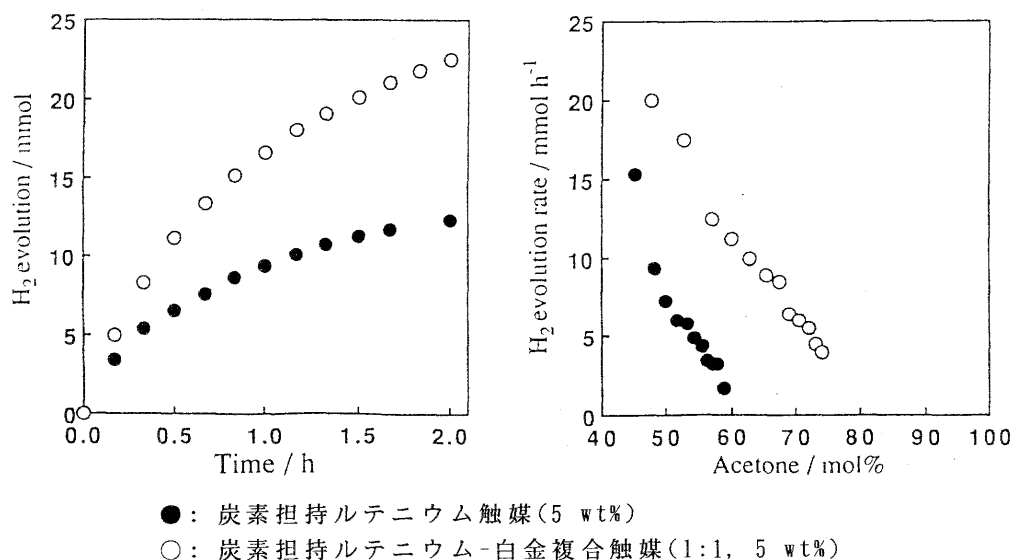 25
20
15
10
5
0
H₂ evolution / mmol
0.0 0.5 1.0 1.5 2.0
Time / h
25
20
15
10
5
0
H₂ evolution rate / mmol h⁻¹
40 50 60 70 80 90 100
Acetone / mol%
●: 炭素担持ルテニウム触媒(5 wt%)
○: 炭素担持ルテニウム-白金複合触媒(1:1, 5 wt%)